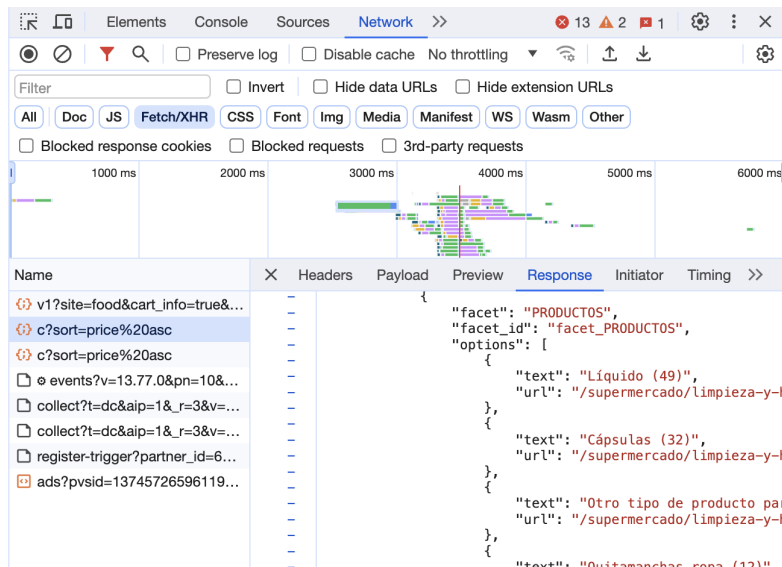 Elements Console Sources Network 13 2 1
Preserve log Disable cache No throttling
Filter Invert Hide data URLs Hide extension URLs
All Doc JS Fetch/XHR CSS Font Img Media Manifest WS Wasm Other
Blocked response cookies Blocked requests 3rd-party requests
1000 ms 2000 ms 3000 ms 4000 ms 5000 ms 6000 ms
Name Headers Payload Preview Response Initiator Timing
v1?site=food&cart_info=true&...
c?sort=price%20asc
c?sort=price%20asc
events?v=13.77.0&pn=10&...
collect?t=dc&aip=1&_r=3&v=...
collect?t=dc&aip=1&_r=3&v=...
register-trigger?partner_id=6...
ads?pvsid=13745726596119...
{
"facet": "PRODUCTOS",
"facet_id": "facet_PRODUCTOS",
"options": [
{
"text": "Líquido (49)",
"url": "/supermercado/limpieza-y-h
},
{
"text": "Cápsulas (32)",
"url": "/supermercado/limpieza-y-h
},
{
"text": "Otro tipo de producto par
"url": "/supermercado/limpieza-y-h
},
{
"text": "Quitamanchas ropa (12)"